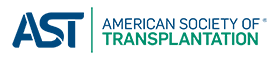 AST
AMERICAN SOCIETY OF®
TRANSPLANTATION